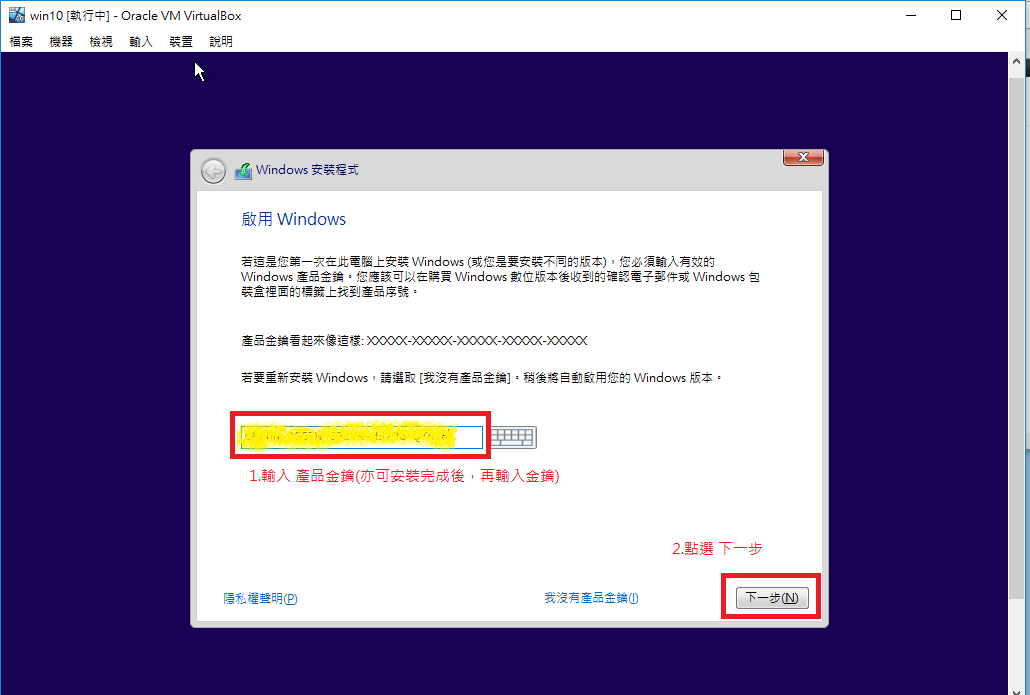 win10 [執行中] - Oracle VM VirtualBox
檔案 機器 檢視 輸入 裝置 說明
Windows 安裝程式
啟用 Windows
若這是您第一次在此電腦上安裝 Windows (或您是要安裝不同的版本)，您必須輸入有效的
Windows 產品金鑰。您應該可以在購買 Windows 數位版本後收到的確認電子郵件或 Windows 包
裝盒裡面的標籤上找到產品序號。
產品金鑰看起來像這樣: XXXXX-XXXXX-XXXXX-XXXXX-XXXXX
若要重新安裝 Windows，請選取 [我沒有產品金鑰]。稍後將自動啟用您的 Windows 版本。
1.輸入 產品金鑰(亦可安裝完成後，再輸入金鑰)
2.點選 下一步
隱私權聲明(P) 我沒有產品金鑰(I) 下一步(N)